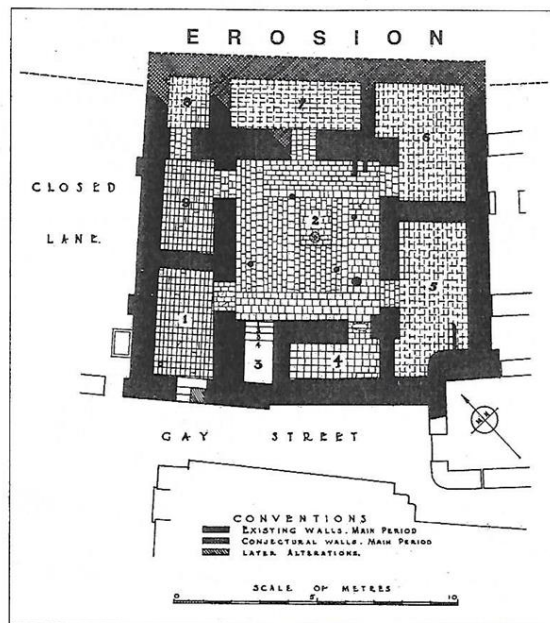 EROSION
8
7
6
CLOSED
LANE.
9
2
5
1
3
4
GAY STREET
M N
CONVENTIONS
EXISTING WALLS. MAIN PERIOD
CONJECTURAL WALLS. MAIN PERIOD
LATER ALTERATIONS.
SCALE OF METRES
0 5 10